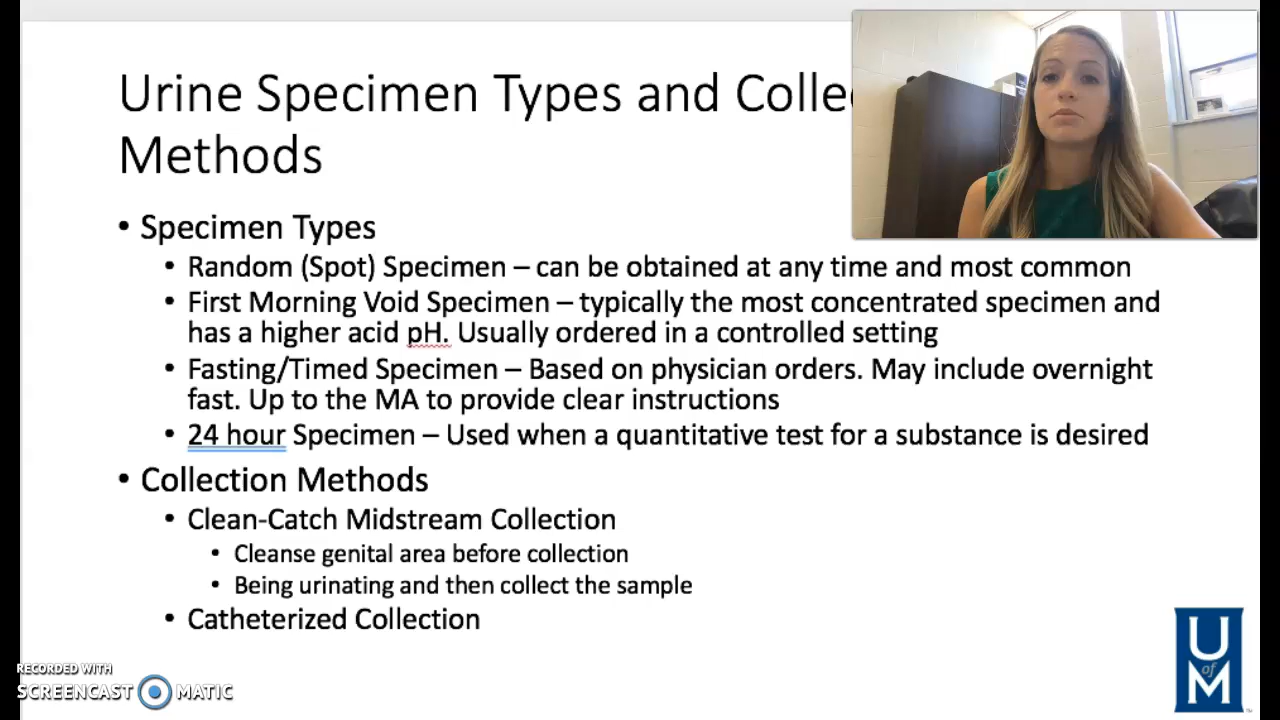 Urine Specimen Types and Colle
Methods
• Specimen Types
• Random (Spot) Specimen – can be obtained at any time and most common
• First Morning Void Specimen – typically the most concentrated specimen and
has a higher acid pH. Usually ordered in a controlled setting
• Fasting/Timed Specimen – Based on physician orders. May include overnight
fast. Up to the MA to provide clear instructions
• 24 hour Specimen – Used when a quantitative test for a substance is desired
• Collection Methods
• Clean-Catch Midstream Collection
• Cleanse genital area before collection
• Being urinating and then collect the sample
• Catheterized Collection
U
of
M
RECORDED WITH
SCREENCAST MATIC